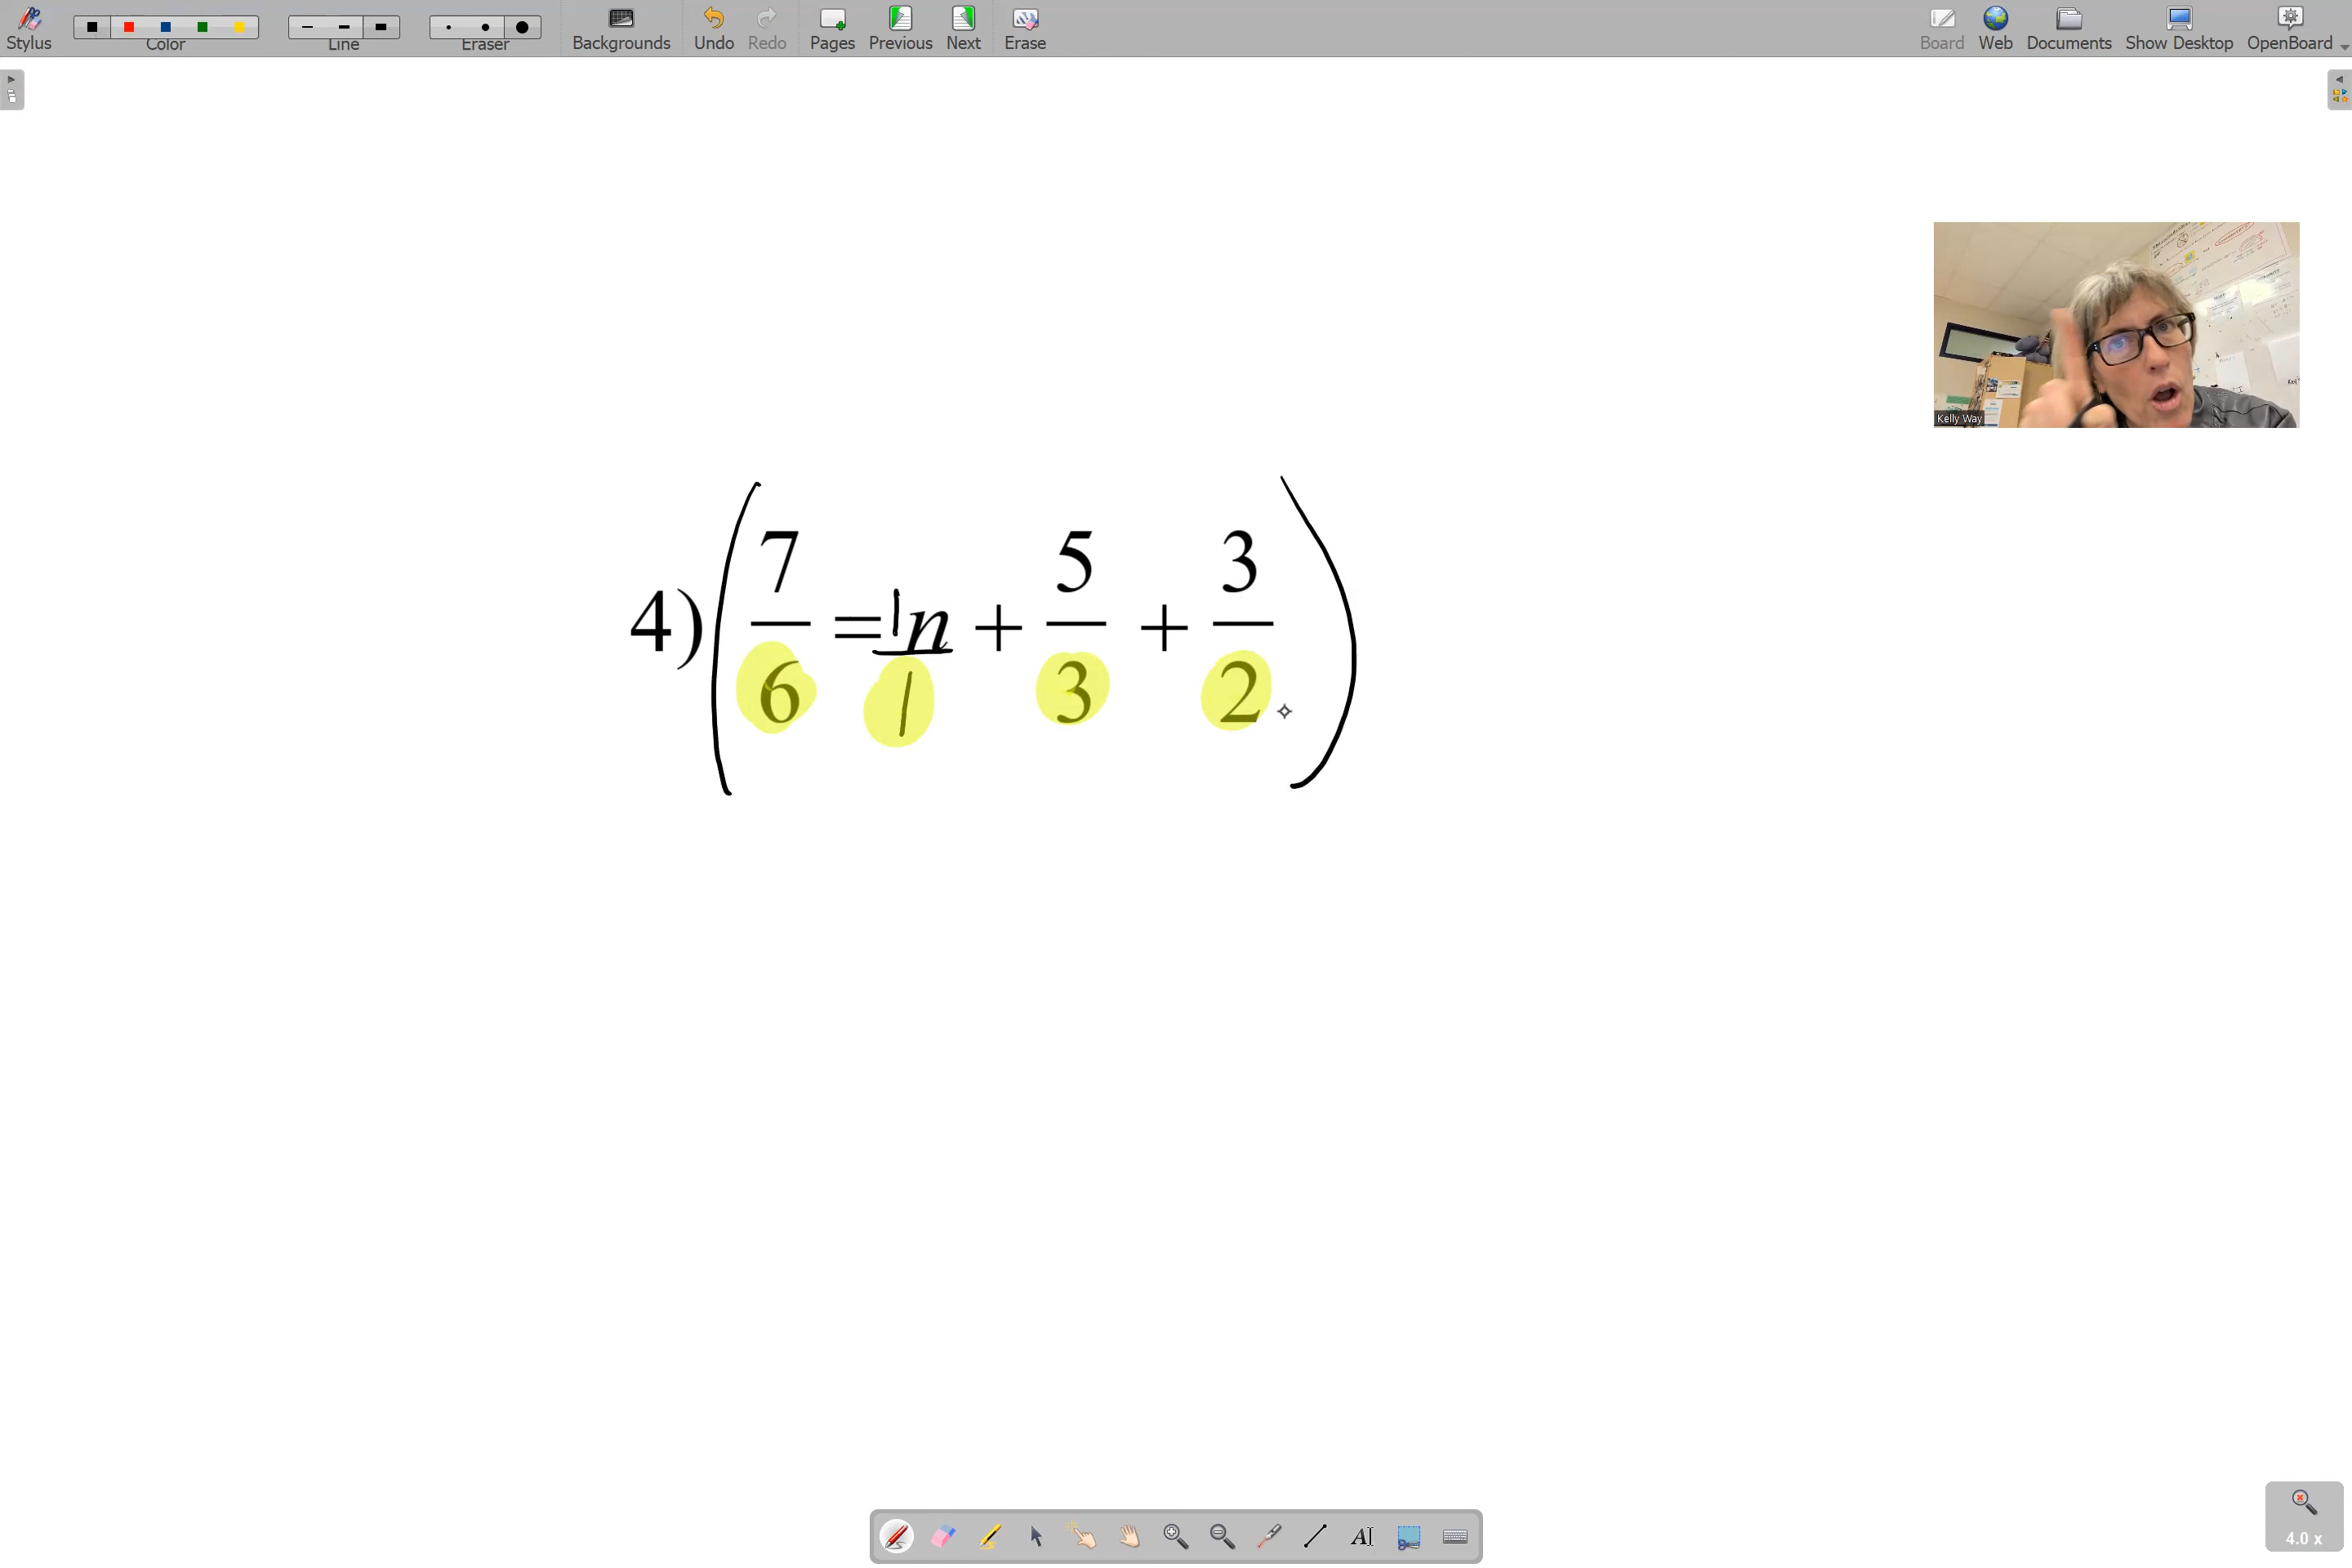 Stylus Color Line Eraser Backgrounds Undo Redo Pages Previous Next Erase Board Web Documents Show Desktop OpenBoard
Kelly Way
4) ( 7/6 = 1n/1 + 5/3 + 3/2 )
4.0 x